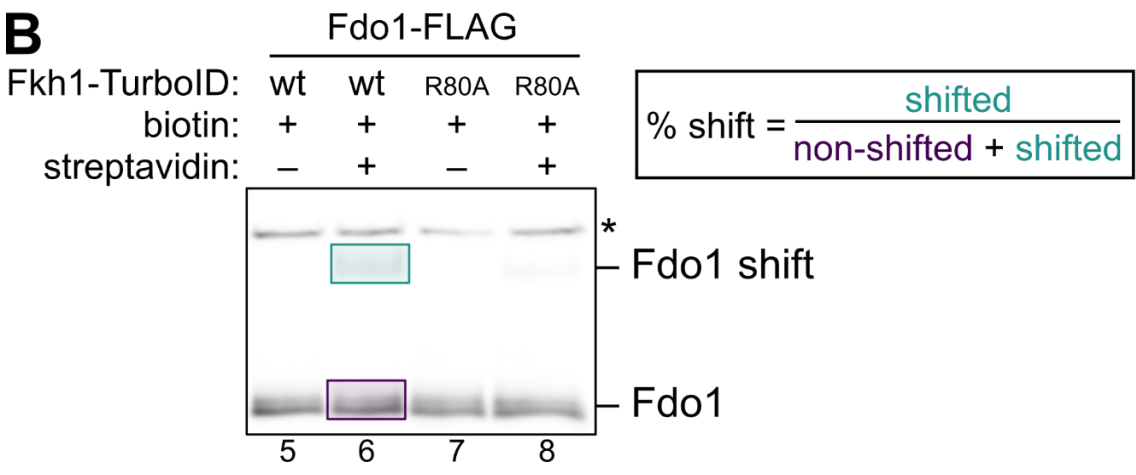 B
Fdo1-FLAG
Fkh1-TurboID: wt wt R80A R80A
biotin: + + + +
streptavidin: – + – +
% shift = shifted
non-shifted + shifted
*
Fdo1 shift
Fdo1
5 6 7 8